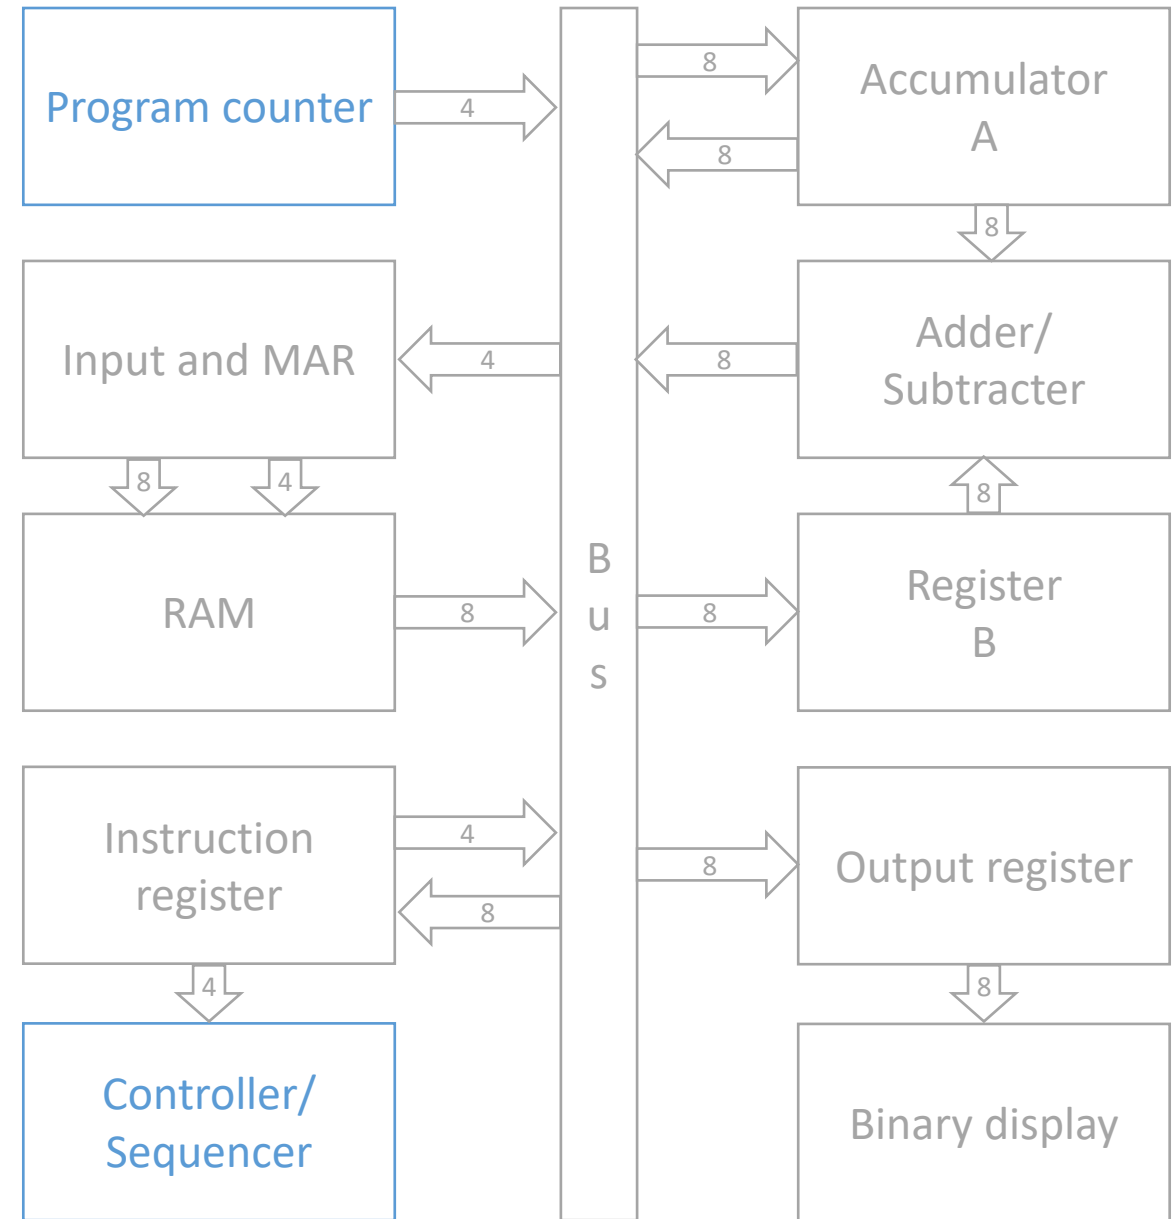 Program counter
4
8
Accumulator
A
8
8
Input and MAR
4
8
Adder/
Subtracter
8
4
8
RAM
8
B
u
s
8
Register
B
Instruction
register
4
8
8
Output register
4
8
Controller/
Sequencer
Binary display